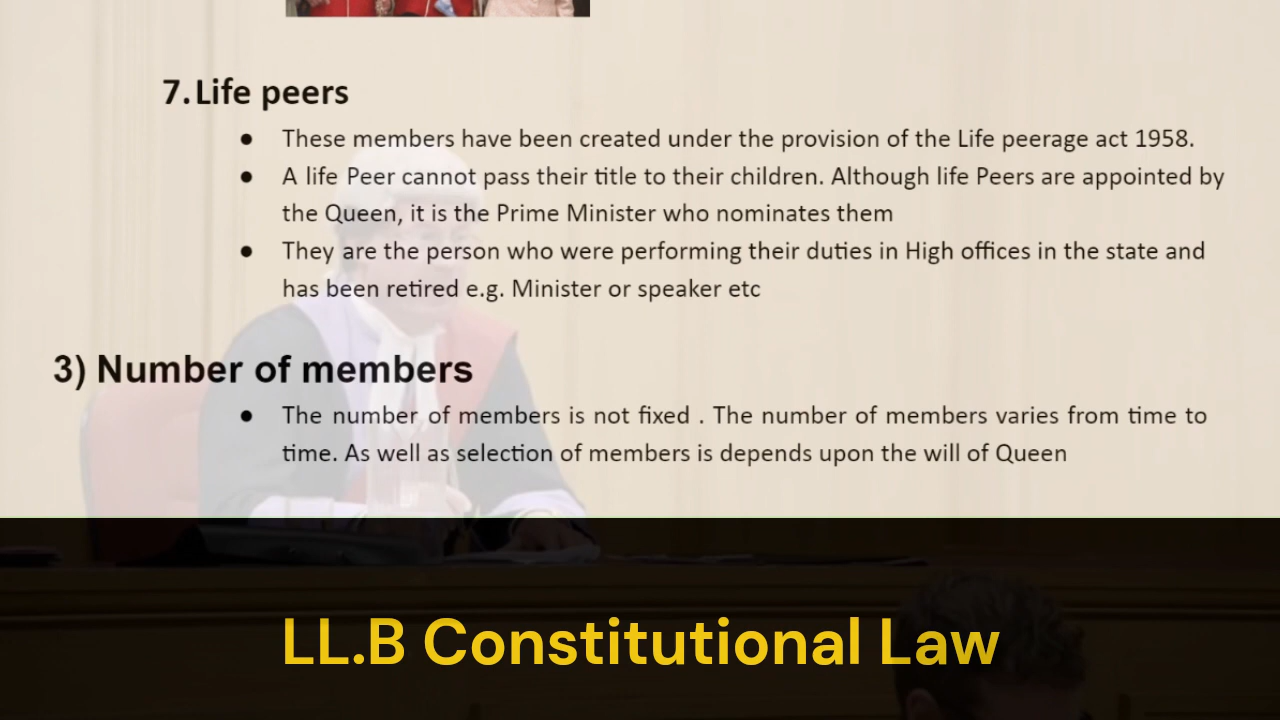 7. Life peers
● These members have been created under the provision of the Life peerage act 1958.
● A life Peer cannot pass their title to their children. Although life Peers are appointed by
the Queen, it is the Prime Minister who nominates them
● They are the person who were performing their duties in High offices in the state and
has been retired e.g. Minister or speaker etc
3) Number of members
● The number of members is not fixed . The number of members varies from time to
time. As well as selection of members is depends upon the will of Queen
LL.B Constitutional Law